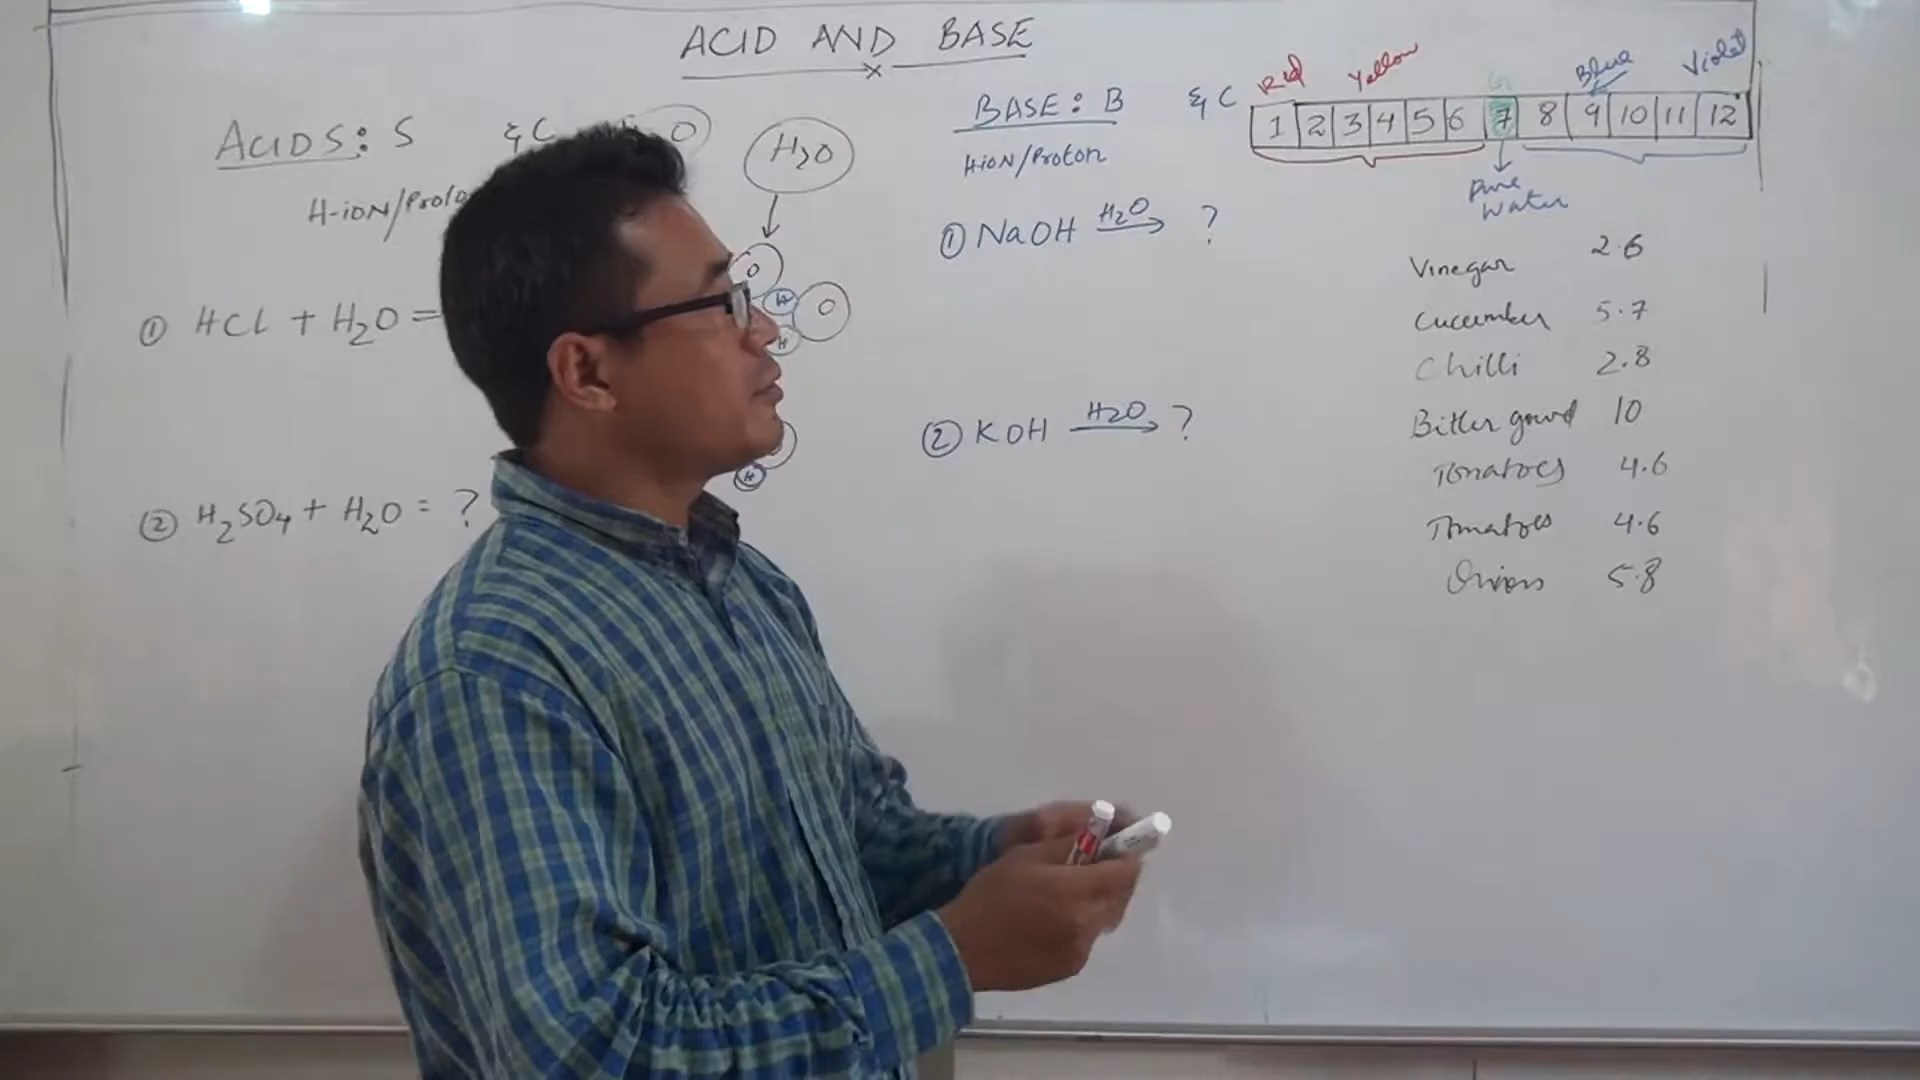 ACID AND BASE
ACIDS: S &C
H-ION/Proto
H₂O
O
O
H
O
H
H
① HCl + H₂O =
② H₂SO₄ + H₂O = ?
BASE: B &C
HION/Proton
① NaOH H₂O → ?
② KOH H₂O → ?
Red Yellow G Blue Violet
1 2 3 4 5 6 7 8 9 10 11 12
Pure
Water
Vinegar 2.6
Cucumber 5.7
Chilli 2.8
Bitter gourd 10
Tomatoes 4.6
Tomatoes 4.6
Onions 5.8